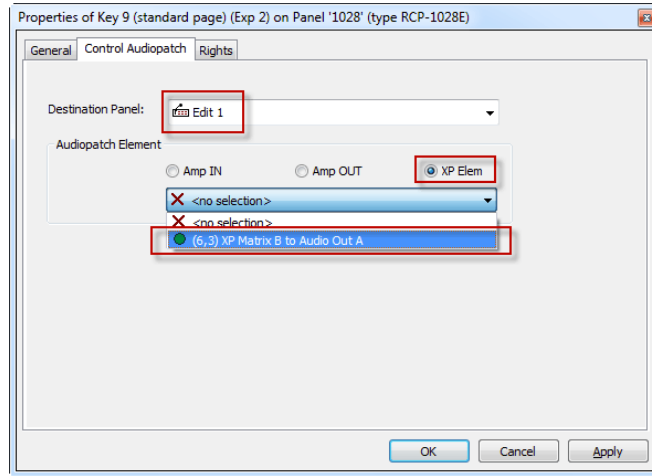 Properties of Key 9 (standard page) (Exp 2) on Panel '1028' (type RCP-1028E)
General Control Audiopatch Rights
Destination Panel: Edit 1
Audiopatch Element
Amp IN Amp OUT XP Elem
<no selection>
<no selection>
(6,3) XP Matrix B to Audio Out A
OK Cancel Apply